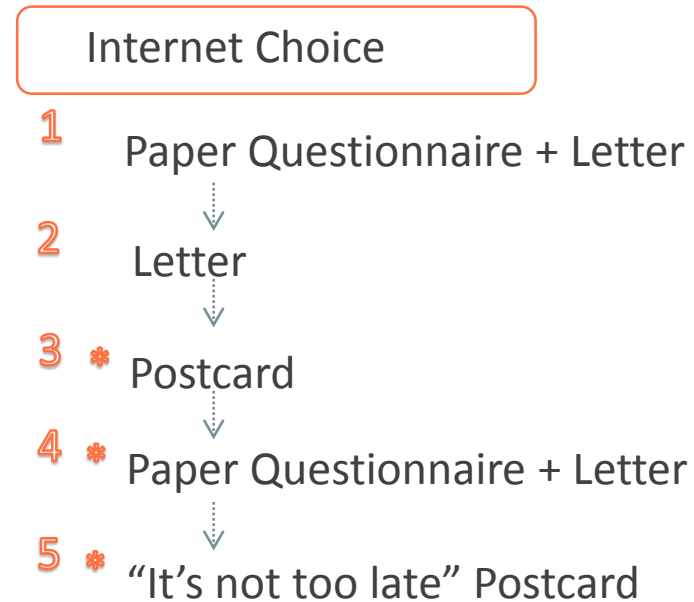 Internet Choice
1 Paper Questionnaire + Letter
2 Letter
3 * Postcard
4 * Paper Questionnaire + Letter
5 * “It’s not too late” Postcard